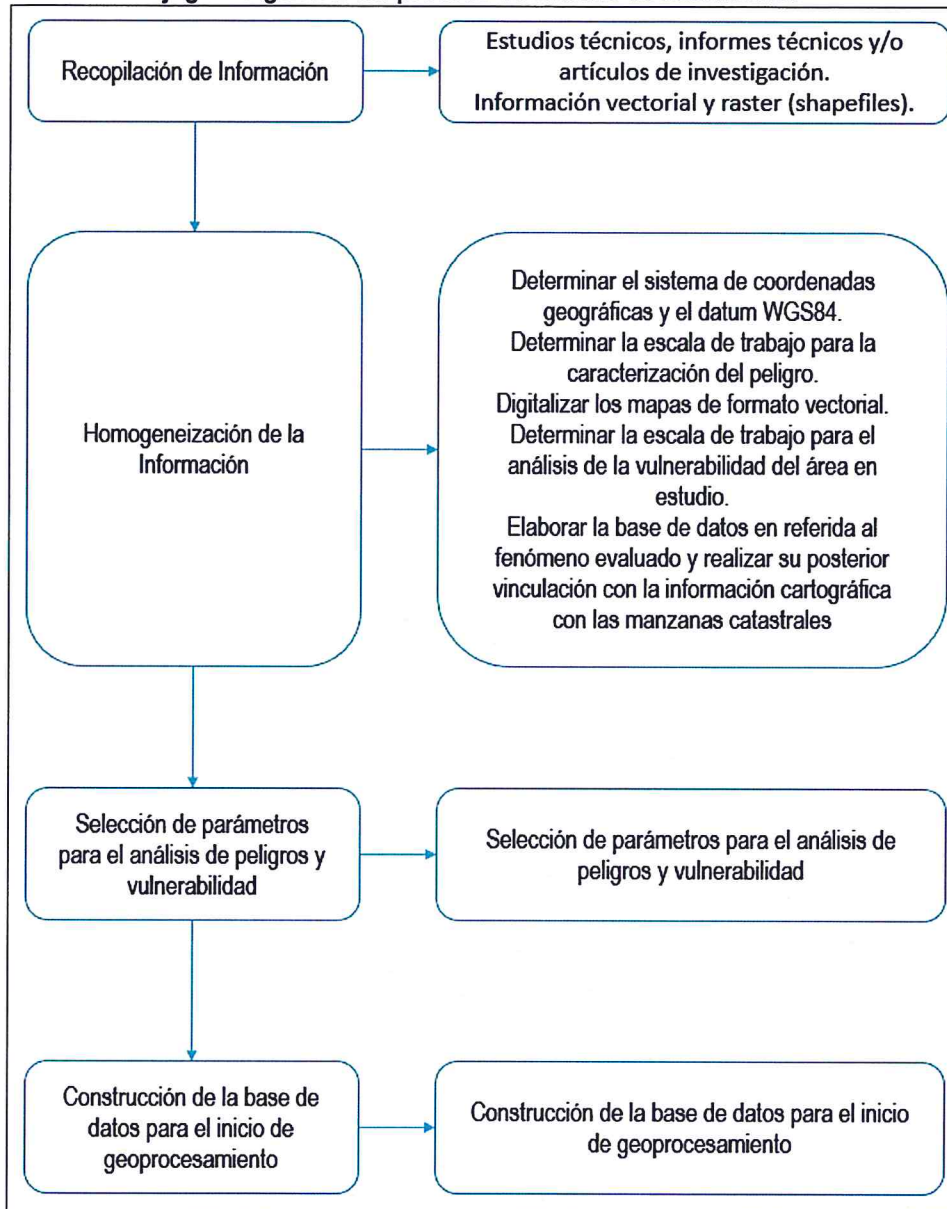 Recopilación de Información
Estudios técnicos, informes técnicos y/o
artículos de investigación.
Información vectorial y raster (shapefiles).
Homogeneización de la
Información
Determinar el sistema de coordenadas
geográficas y el datum WGS84.
Determinar la escala de trabajo para la
caracterización del peligro.
Digitalizar los mapas de formato vectorial.
Determinar la escala de trabajo para el
análisis de la vulnerabilidad del área en
estudio.
Elaborar la base de datos en referida al
fenómeno evaluado y realizar su posterior
vinculación con la información cartográfica
con las manzanas catastrales
Selección de parámetros
para el análisis de peligros y
vulnerabilidad
Selección de parámetros para el análisis de
peligros y vulnerabilidad
Construcción de la base de
datos para el inicio de
geoprocesamiento
Construcción de la base de datos para el inicio
de geoprocesamiento